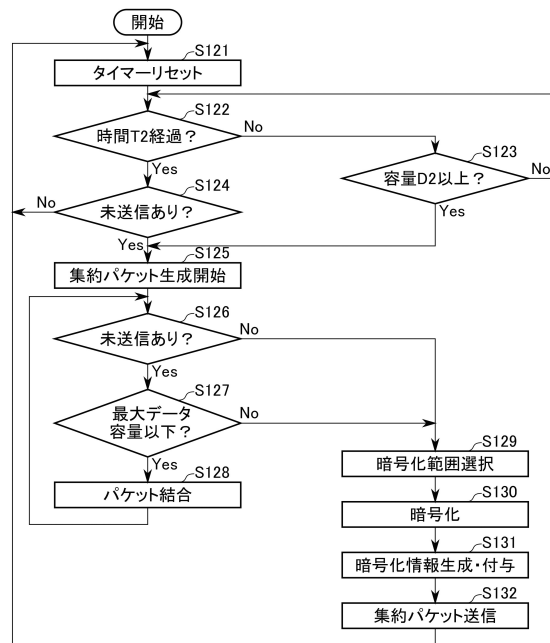 開始
S121
タイマーリセット
S122
時間T2経過？
No
Yes
S123
容量D2以上？
No
Yes
S124
No
未送信あり？
Yes
S125
集約パケット生成開始
S126
未送信あり？
No
Yes
S127
最大データ
容量以下？
No
Yes
S128
パケット結合
S129
暗号化範囲選択
S130
暗号化
S131
暗号化情報生成・付与
S132
集約パケット送信